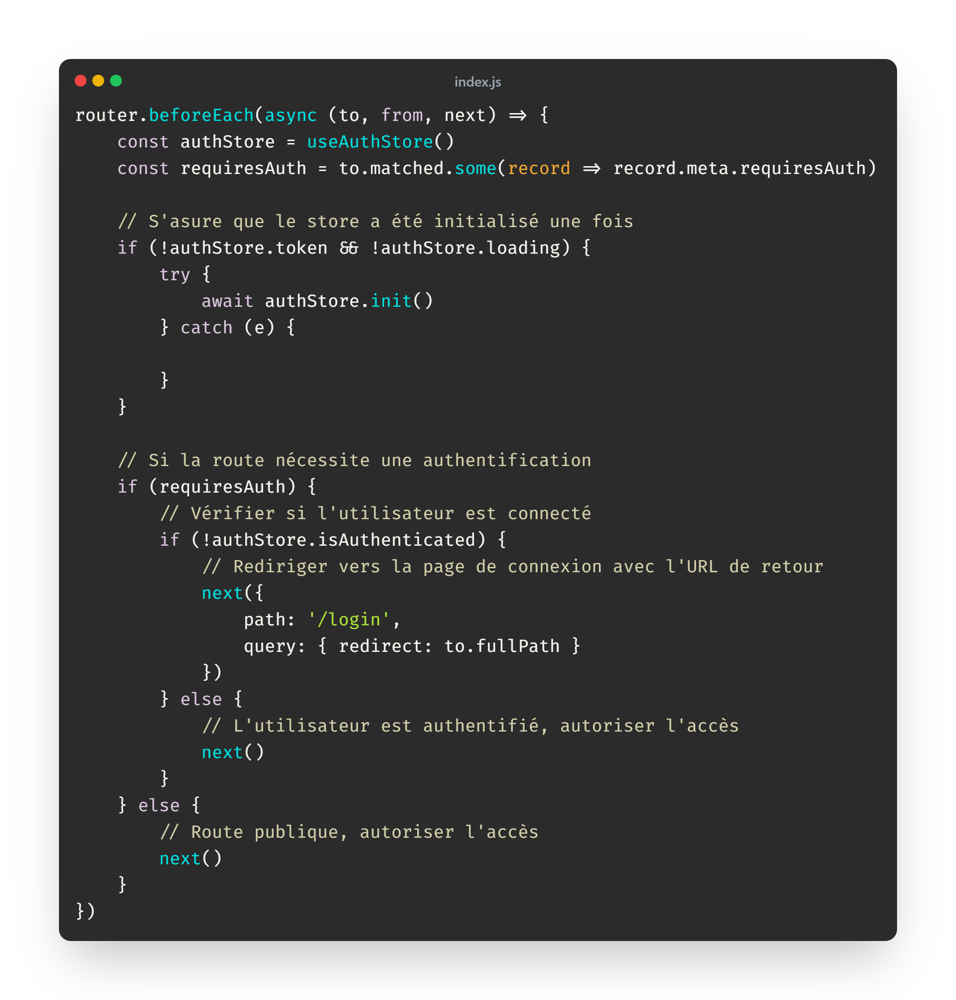 index.js
router.beforeEach(async (to, from, next) => {
    const authStore = useAuthStore()
    const requiresAuth = to.matched.some(record => record.meta.requiresAuth)

    // S'asure que le store a été initialisé une fois
    if (!authStore.token && !authStore.loading) {
        try {
            await authStore.init()
        } catch (e) {

        }
    }

    // Si la route nécessite une authentification
    if (requiresAuth) {
        // Vérifier si l'utilisateur est connecté
        if (!authStore.isAuthenticated) {
            // Rediriger vers la page de connexion avec l'URL de retour
            next({
                path: '/login',
                query: { redirect: to.fullPath }
            })
        } else {
            // L'utilisateur est authentifié, autoriser l'accès
            next()
        }
    } else {
        // Route publique, autoriser l'accès
        next()
    }
})